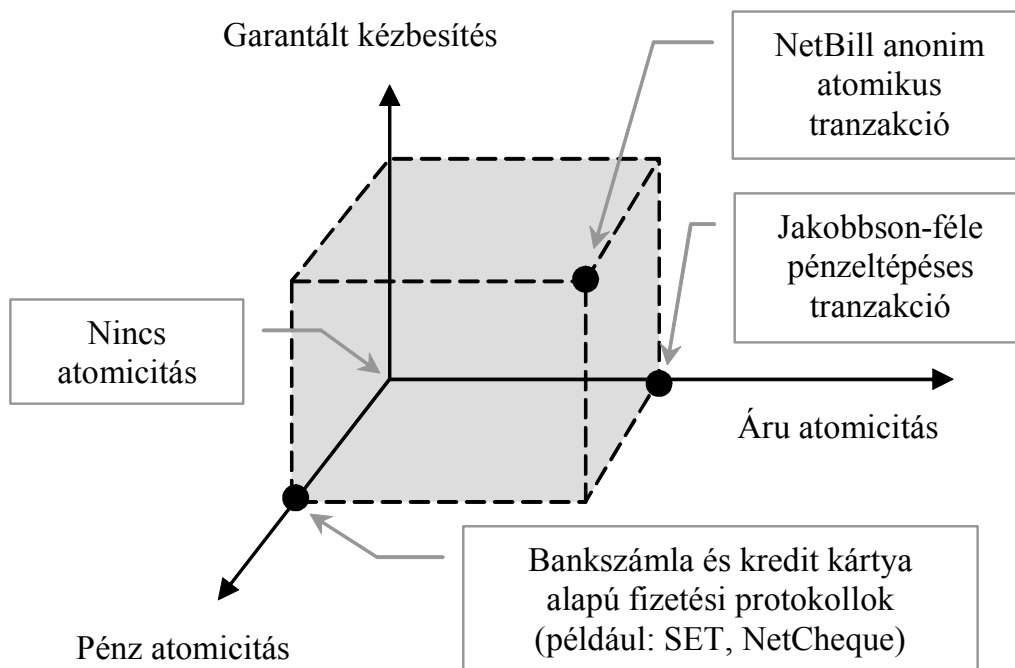 Garantált kézbesítés
NetBill anonim
atomikus
tranzakció
Jakobbson-féle
pénzeltépéses
tranzakció
Nincs
atomicitás
Áru atomicitás
Bankszámla és kredit kártya
alapú fizetési protokollok
(például: SET, NetCheque)
Pénz atomicitás